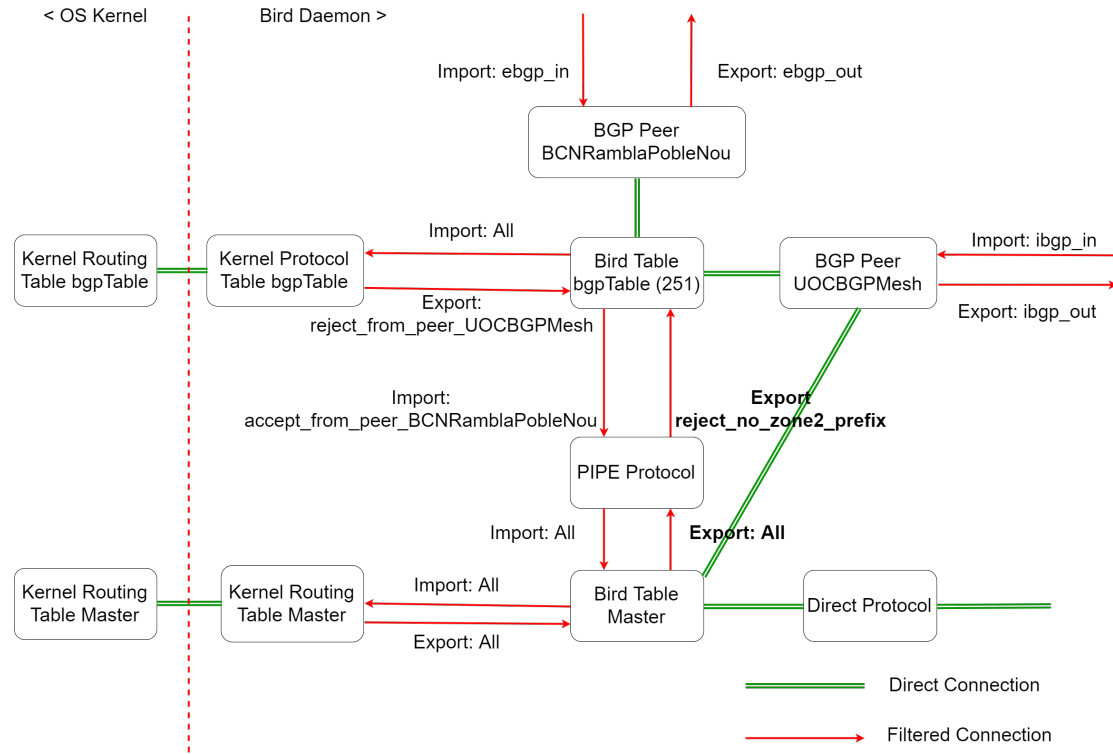 < OS Kernel
Bird Daemon >
Import: ebgp_in
Export: ebgp_out
BGP Peer
BCNRamblaPobleNou
Kernel Routing
Table bgpTable
Kernel Protocol
Table bgpTable
Import: All
Export:
reject_from_peer_UOCBGPMesh
Bird Table
bgpTable (251)
BGP Peer
UOCBGPMesh
Import: ibgp_in
Export: ibgp_out
Import:
accept_from_peer_BCNRamblaPobleNou
Export
reject_no_zone2_prefix
PIPE Protocol
Import: All
Export: All
Kernel Routing
Table Master
Kernel Routing
Table Master
Import: All
Export: All
Bird Table
Master
Direct Protocol
Direct Connection
Filtered Connection